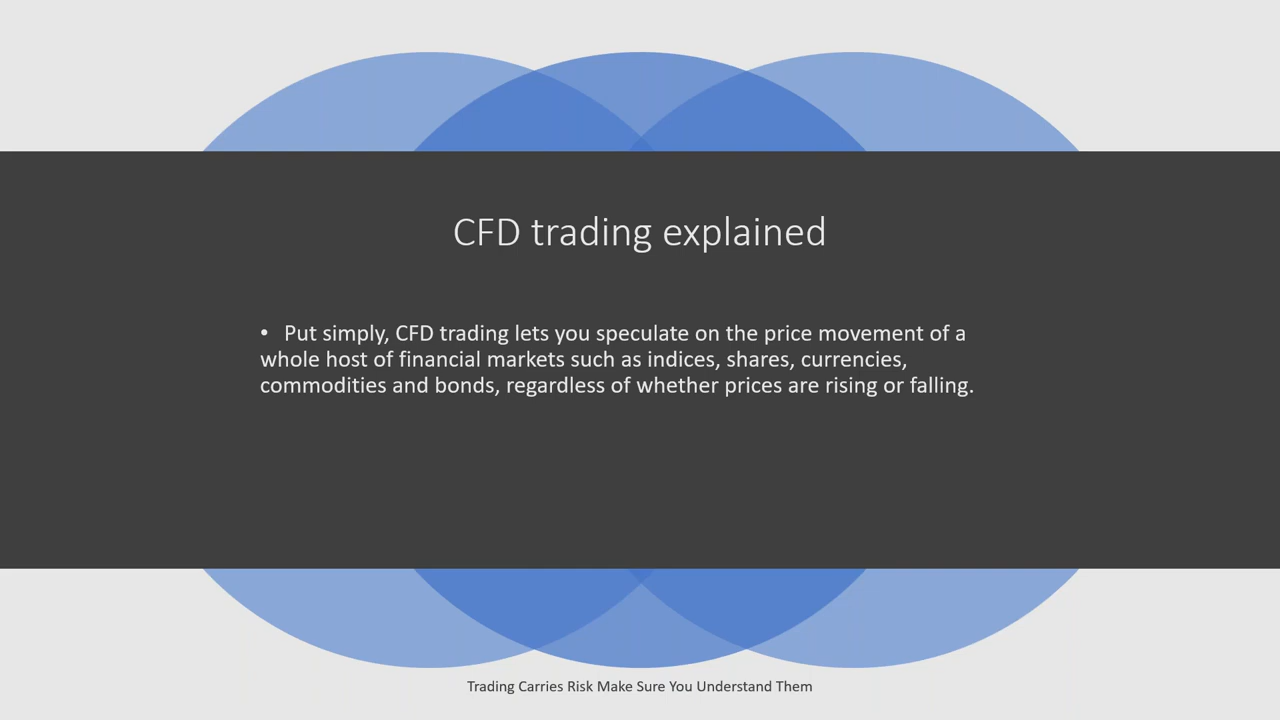 CFD trading explained
• Put simply, CFD trading lets you speculate on the price movement of a
whole host of financial markets such as indices, shares, currencies,
commodities and bonds, regardless of whether prices are rising or falling.
Trading Carries Risk Make Sure You Understand Them